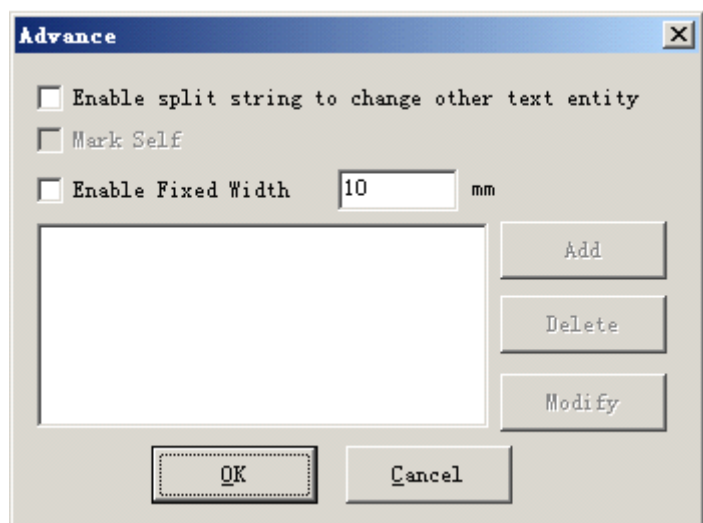 Advance
Enable split string to change other text entity
Mark Self
Enable Fixed Width 10 mm
Add
Delete
Modify
OK Cancel